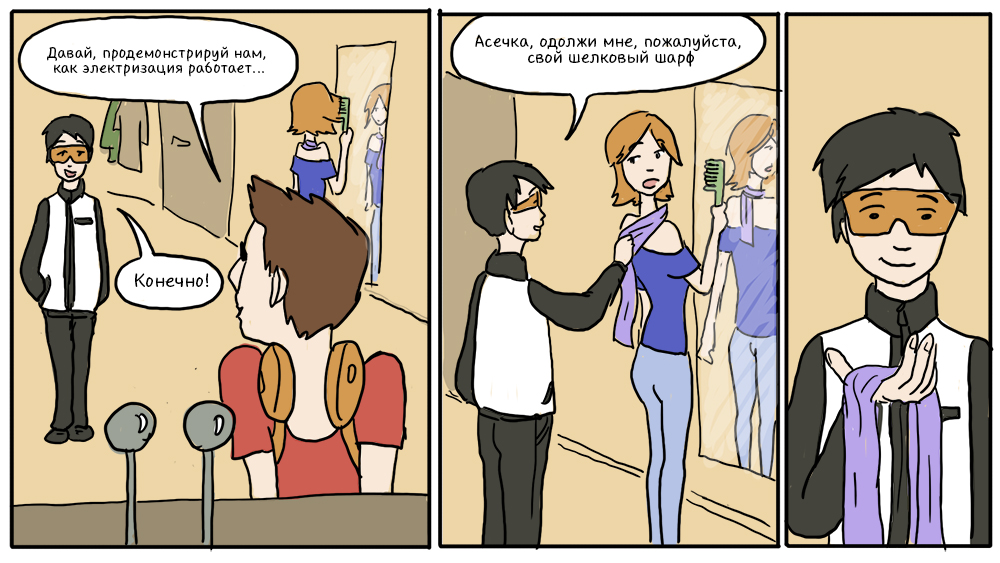 Давай, продемонстрируй нам,
как электризация работает...
Конечно!
Асечка, одолжи мне, пожалуйста,
свой шелковый шарф